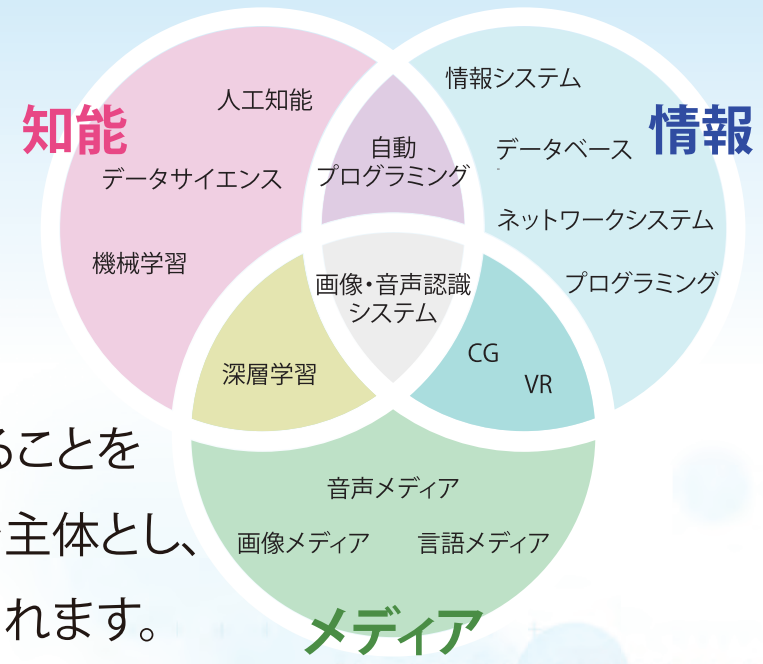 知能
人工知能
データサイエンス
機械学習
情報
情報システム
データベース
ネットワークシステム
プログラミング
自動
プログラミング
画像・音声認識
システム
深層学習
CG
VR
音声メディア
画像メディア
言語メディア
メディア
ることを
主体とし、
れます。